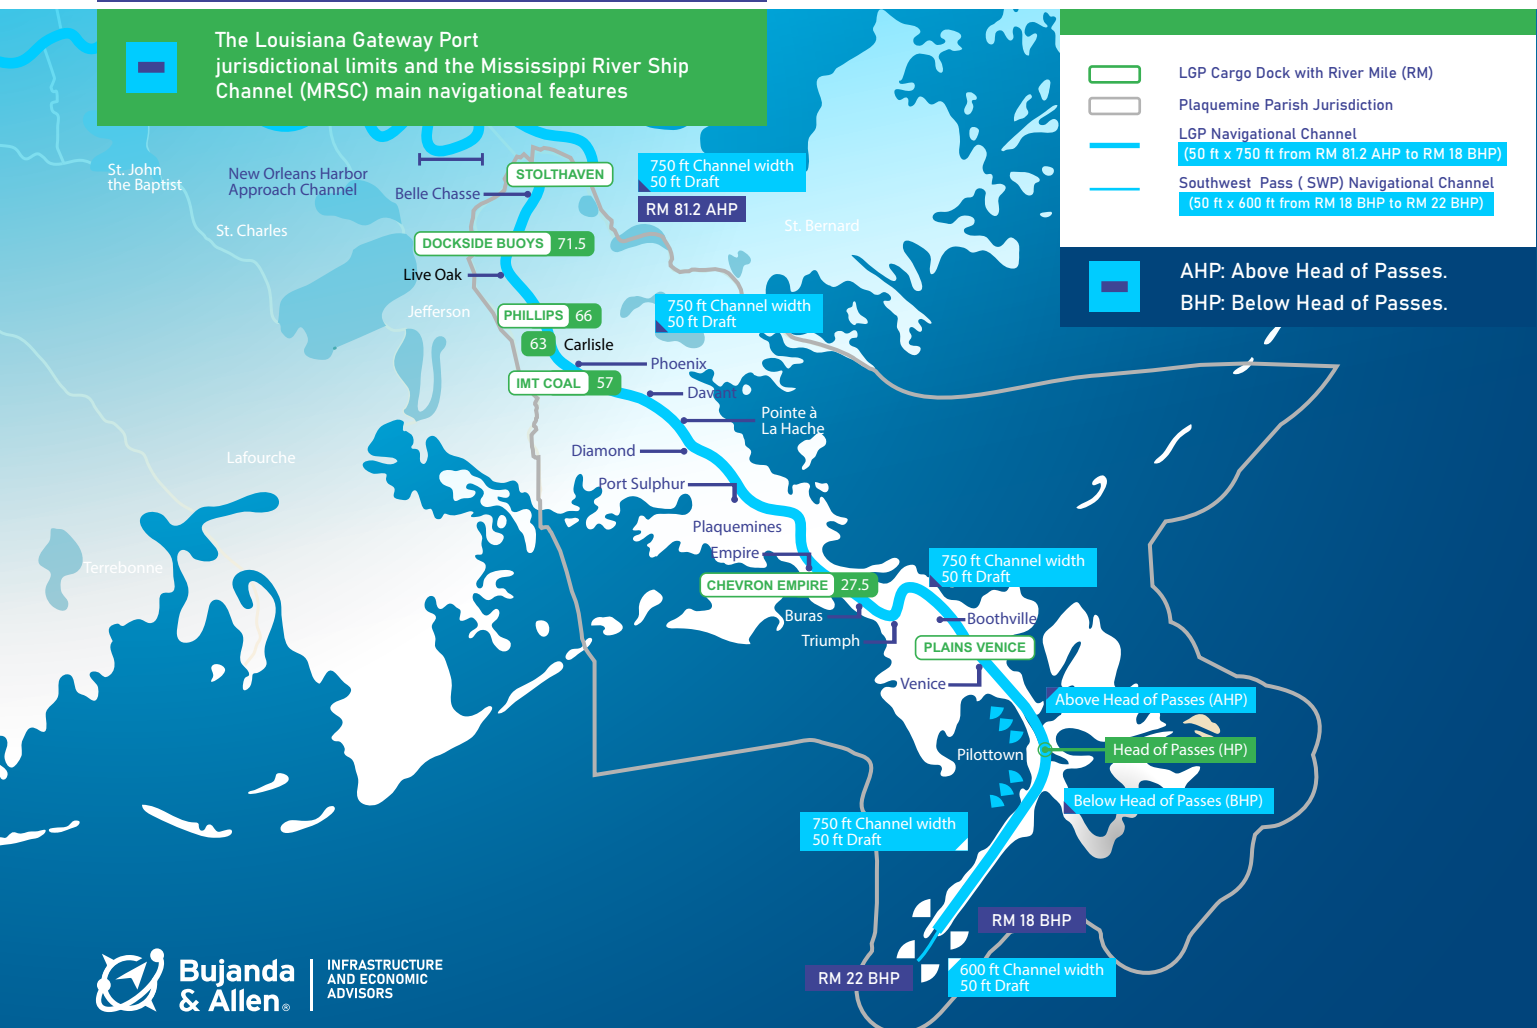 The Louisiana Gateway Port
jurisdictional limits and the Mississippi River Ship
Channel (MRSC) main navigational features
LGP Cargo Dock with River Mile (RM)
Plaquemine Parish Jurisdiction
LGP Navigational Channel
(50 ft x 750 ft from RM 81.2 AHP to RM 18 BHP)
Southwest Pass ( SWP) Navigational Channel
(50 ft x 600 ft from RM 18 BHP to RM 22 BHP)
AHP: Above Head of Passes.
BHP: Below Head of Passes.
St. John
the Baptist
New Orleans Harbor
Approach Channel
Belle Chasse
STOLTHAVEN
750 ft Channel width
50 ft Draft
RM 81.2 AHP
St. Charles
St. Bernard
DOCKSIDE BUOYS 71.5
Live Oak
Jefferson
PHILLIPS 66
750 ft Channel width
50 ft Draft
63 Carlisle
Phoenix
IMT COAL 57
Davant
Pointe à
La Hache
Diamond
Lafourche
Port Sulphur
Plaquemines
Empire
Terrebonne
750 ft Channel width
50 ft Draft
CHEVRON EMPIRE 27.5
Buras
Boothville
Triumph
PLAINS VENICE
Venice
Above Head of Passes (AHP)
Pilottown
Head of Passes (HP)
Below Head of Passes (BHP)
750 ft Channel width
50 ft Draft
RM 18 BHP
RM 22 BHP
600 ft Channel width
50 ft Draft
Bujanda
& Allen®
INFRASTRUCTURE
AND ECONOMIC
ADVISORS